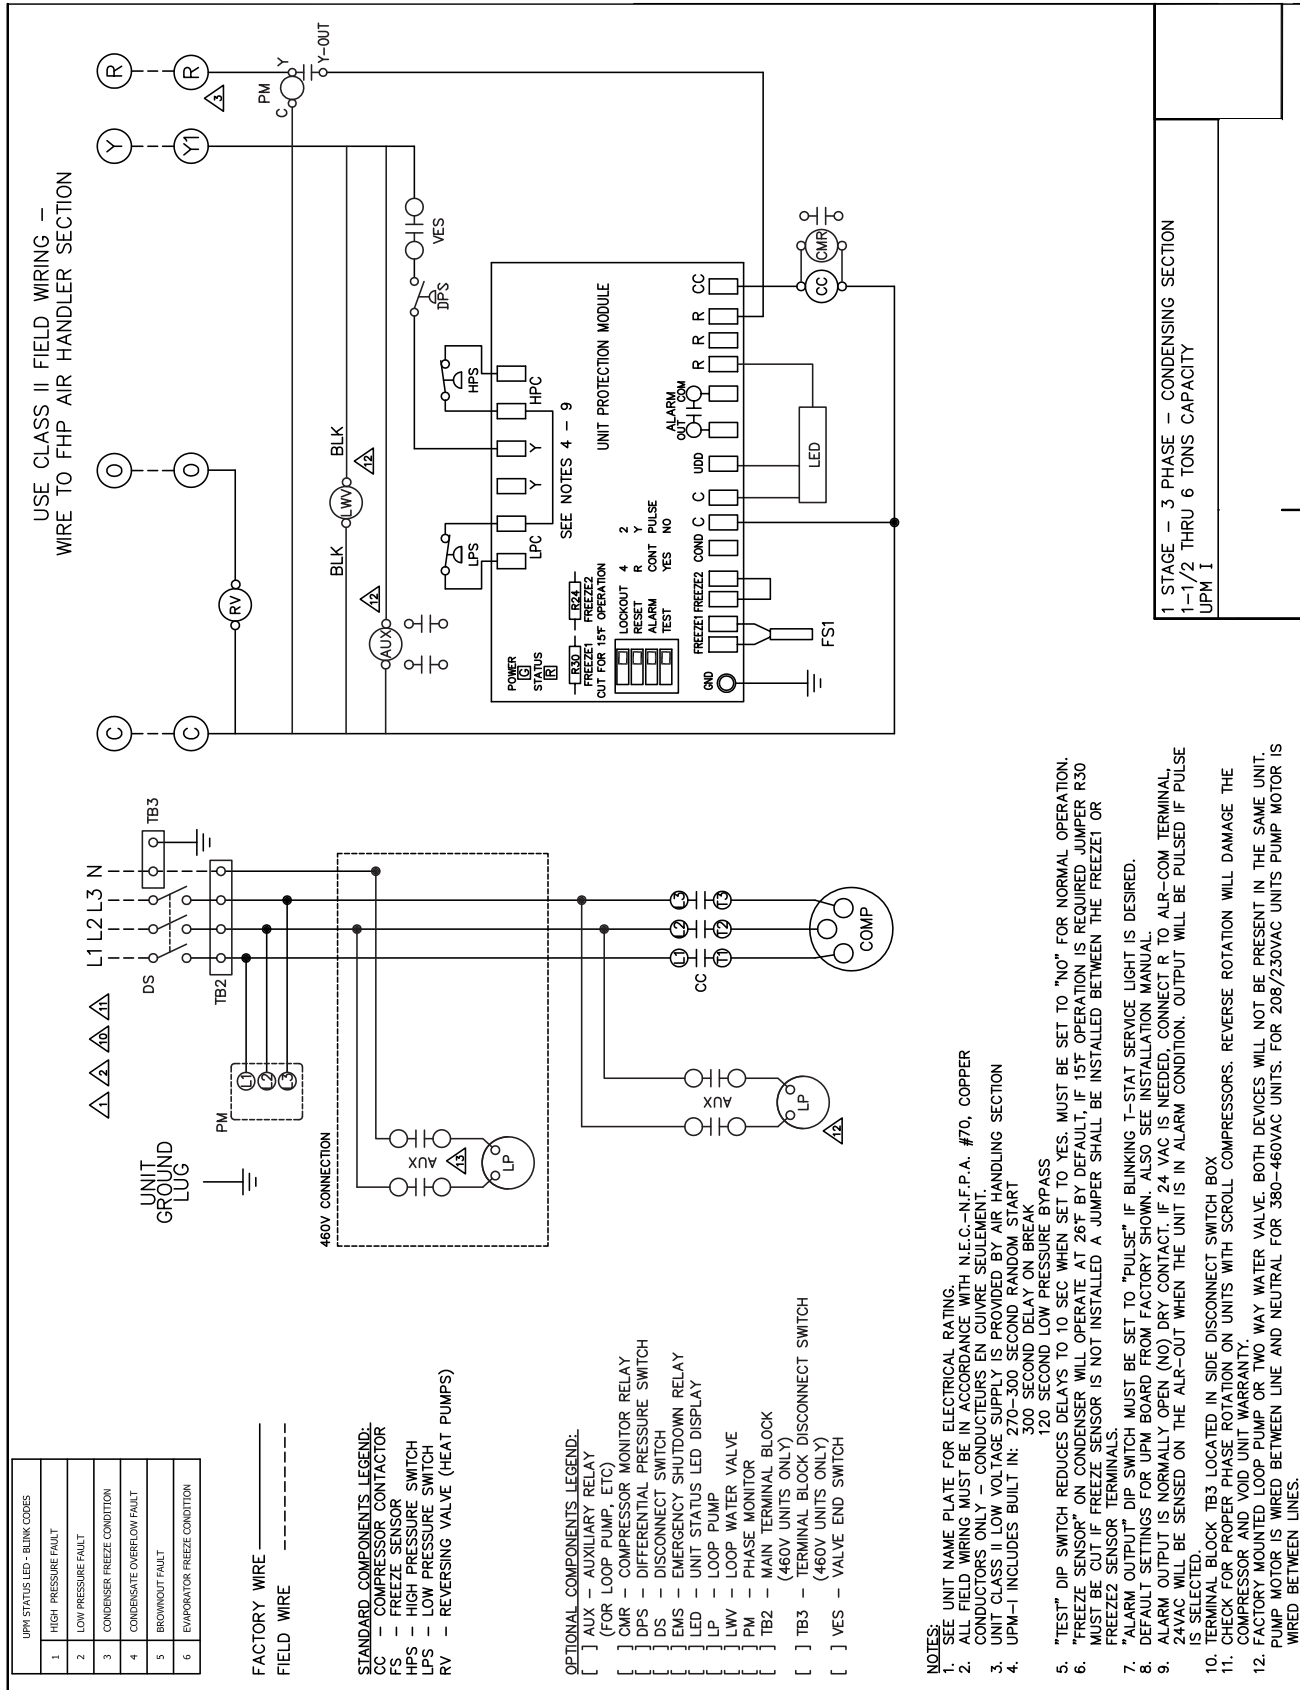 USE CLASS II FIELD WIRING –
WIRE TO FHP AIR HANDLER SECTION
C
O
Y
R
C
O
Y1
R
3
PM
C
Y
Y-OUT
RV
BLK
LWV
BLK
12
12
AUX
VES
DPS
LPS
HPS
LPC
Y
Y
HPC
SEE NOTES 4 - 9
UNIT PROTECTION MODULE
POWER
G
STATUS
R
R30
R24
FREEZE1
FREEZE2
CUT FOR 15°F OPERATION
LOCKOUT 4 2
RESET R Y
ALARM CONT PULSE
TEST YES NO
GND
FREEZE1
FREEZE2
COND
C
C
UDD
ALARM
OUT
COM
R
R
R
CC
FS1
LED
CC
CMR
1 STAGE – 3 PHASE – CONDENSING SECTION
1-1/2 THRU 6 TONS CAPACITY
UPM I
L1 L2 L3 N
TB3
DS
TB2
1 2 10 11
PM
L1
L2
L3
UNIT
GROUND
LUG
460V CONNECTION
AUX
13
LP
CC
L1
L2
L3
T1
T2
T3
COMP
AUX
LP
12
UPM STATUS LED - BLINK CODES
1 HIGH PRESSURE FAULT
2 LOW PRESSURE FAULT
3 CONDENSER FREEZE CONDITION
4 CONDENSATE OVERFLOW FAULT
5 BROWNOUT FAULT
6 EVAPORATOR FREEZE CONDITION
FACTORY WIRE
FIELD WIRE
STANDARD COMPONENTS LEGEND:
CC – COMPRESSOR CONTACTOR
FS – FREEZE SENSOR
HPS – HIGH PRESSURE SWITCH
LPS – LOW PRESSURE SWITCH
RV – REVERSING VALVE (HEAT PUMPS)
OPTIONAL COMPONENTS LEGEND:
[ ] AUX – AUXILIARY RELAY
(FOR LOOP PUMP, ETC)
[ ] CMR – COMPRESSOR MONITOR RELAY
[ ] DPS – DIFFERENTIAL PRESSURE SWITCH
[ ] DS – DISCONNECT SWITCH
[ ] EMS – EMERGENCY SHUTDOWN RELAY
[ ] LED – UNIT STATUS LED DISPLAY
[ ] LP – LOOP PUMP
[ ] LWV – LOOP WATER VALVE
[ ] PM – PHASE MONITOR
[ ] TB2 – MAIN TERMINAL BLOCK
(460V UNITS ONLY)
[ ] TB3 – TERMINAL BLOCK DISCONNECT SWITCH
(460V UNITS ONLY)
[ ] VES – VALVE END SWITCH
NOTES:
1. SEE UNIT NAME PLATE FOR ELECTRICAL RATING.
2. ALL FIELD WIRING MUST BE IN ACCORDANCE WITH N.E.C.–N.F.P.A. #70, COPPER
CONDUCTORS ONLY – CONDUCTEURS EN CUIVRE SEULEMENT.
3. UNIT CLASS II LOW VOLTAGE SUPPLY IS PROVIDED BY AIR HANDLING SECTION
4. UPM-I INCLUDES BUILT IN: 270-300 SECOND RANDOM START
300 SECOND DELAY ON BREAK
120 SECOND LOW PRESSURE BYPASS
5. "TEST" DIP SWITCH REDUCES DELAYS TO 10 SEC WHEN SET TO YES. MUST BE SET TO "NO" FOR NORMAL OPERATION.
6. "FREEZE SENSOR" ON CONDENSER WILL OPERATE AT 26°F BY DEFAULT, IF 15°F OPERATION IS REQUIRED JUMPER R30
MUST BE CUT IF FREEZE SENSOR IS NOT INSTALLED A JUMPER SHALL BE INSTALLED BETWEEN THE FREEZE1 OR
FREEZE2 SENSOR TERMINALS.
7. "ALARM OUTPUT" DIP SWITCH MUST BE SET TO "PULSE" IF BLINKING T-STAT SERVICE LIGHT IS DESIRED.
8. DEFAULT SETTINGS FOR UPM BOARD FROM FACTORY SHOWN. ALSO SEE INSTALLATION MANUAL.
9. ALARM OUTPUT IS NORMALLY OPEN (NO) DRY CONTACT. IF 24 VAC IS NEEDED, CONNECT R TO ALR-COM TERMINAL,
24VAC WILL BE SENSED ON THE ALR-OUT WHEN THE UNIT IS IN ALARM CONDITION. OUTPUT WILL BE PULSED IF PULSE
IS SELECTED.
10. TERMINAL BLOCK TB3 LOCATED IN SIDE DISCONNECT SWITCH BOX
11. CHECK FOR PROPER PHASE ROTATION ON UNITS WITH SCROLL COMPRESSORS. REVERSE ROTATION WILL DAMAGE THE
COMPRESSOR AND VOID UNIT WARRANTY.
12. FACTORY MOUNTED LOOP PUMP OR TWO WAY WATER VALVE. BOTH DEVICES WILL NOT BE PRESENT IN THE SAME UNIT.
PUMP MOTOR IS WIRED BETWEEN LINE AND NEUTRAL FOR 380-460VAC UNITS. FOR 208/230VAC UNITS PUMP MOTOR IS
WIRED BETWEEN LINES.